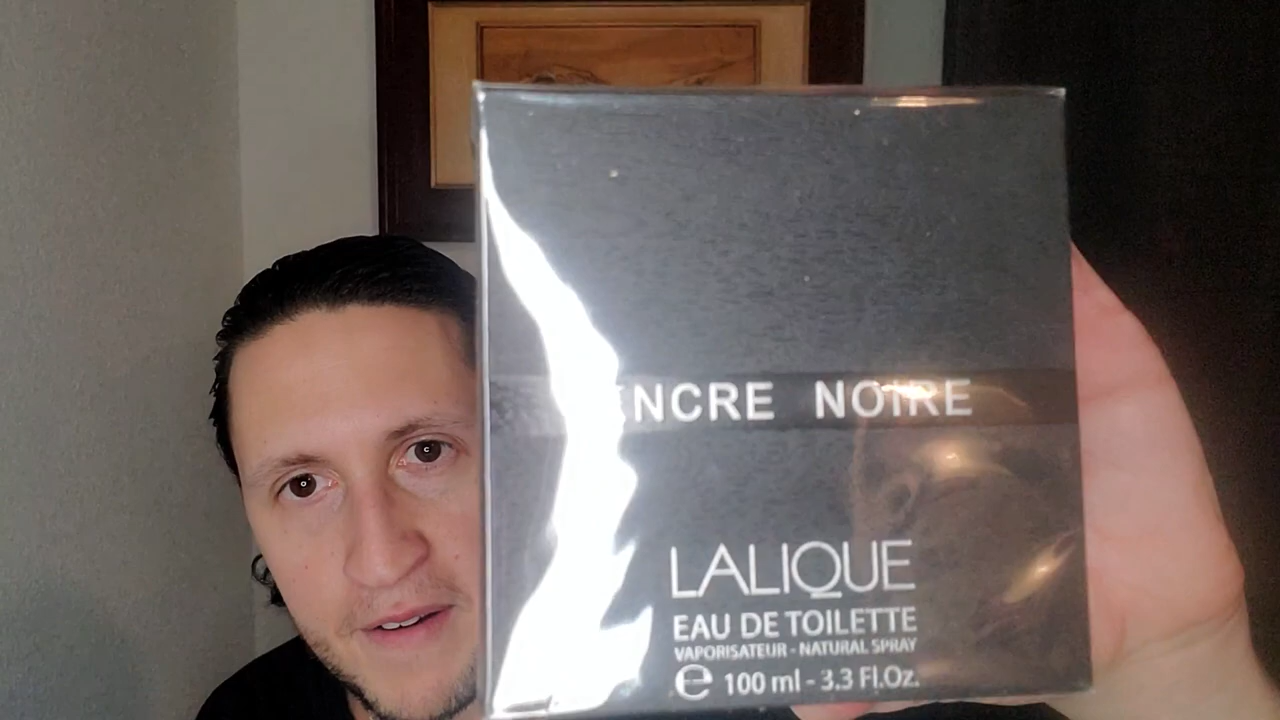 ENCRE NOIRE
LALIQUE
EAU DE TOILETTE
VAPORISATEUR - NATURAL SPRAY
℮ 100 ml - 3.3 Fl.Oz.